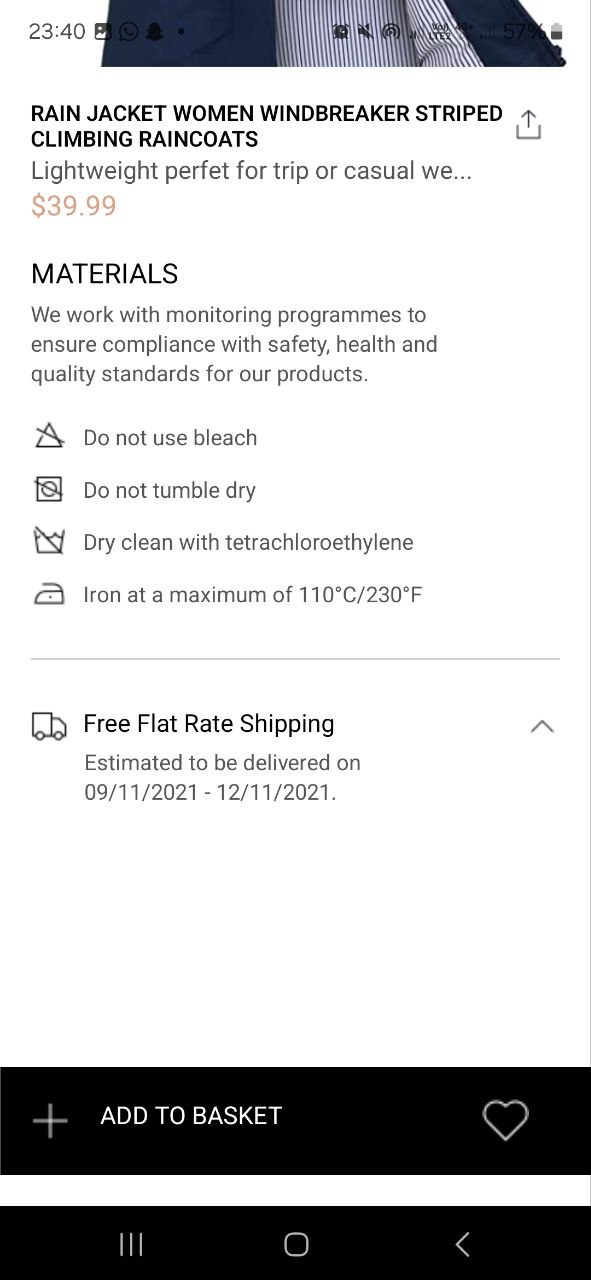 23:40
57%
RAIN JACKET WOMEN WINDBREAKER STRIPED
CLIMBING RAINCOATS
Lightweight perfet for trip or casual we...
$39.99
MATERIALS
We work with monitoring programmes to
ensure compliance with safety, health and
quality standards for our products.
Do not use bleach
Do not tumble dry
Dry clean with tetrachloroethylene
Iron at a maximum of 110°C/230°F
Free Flat Rate Shipping
Estimated to be delivered on
09/11/2021 - 12/11/2021.
ADD TO BASKET